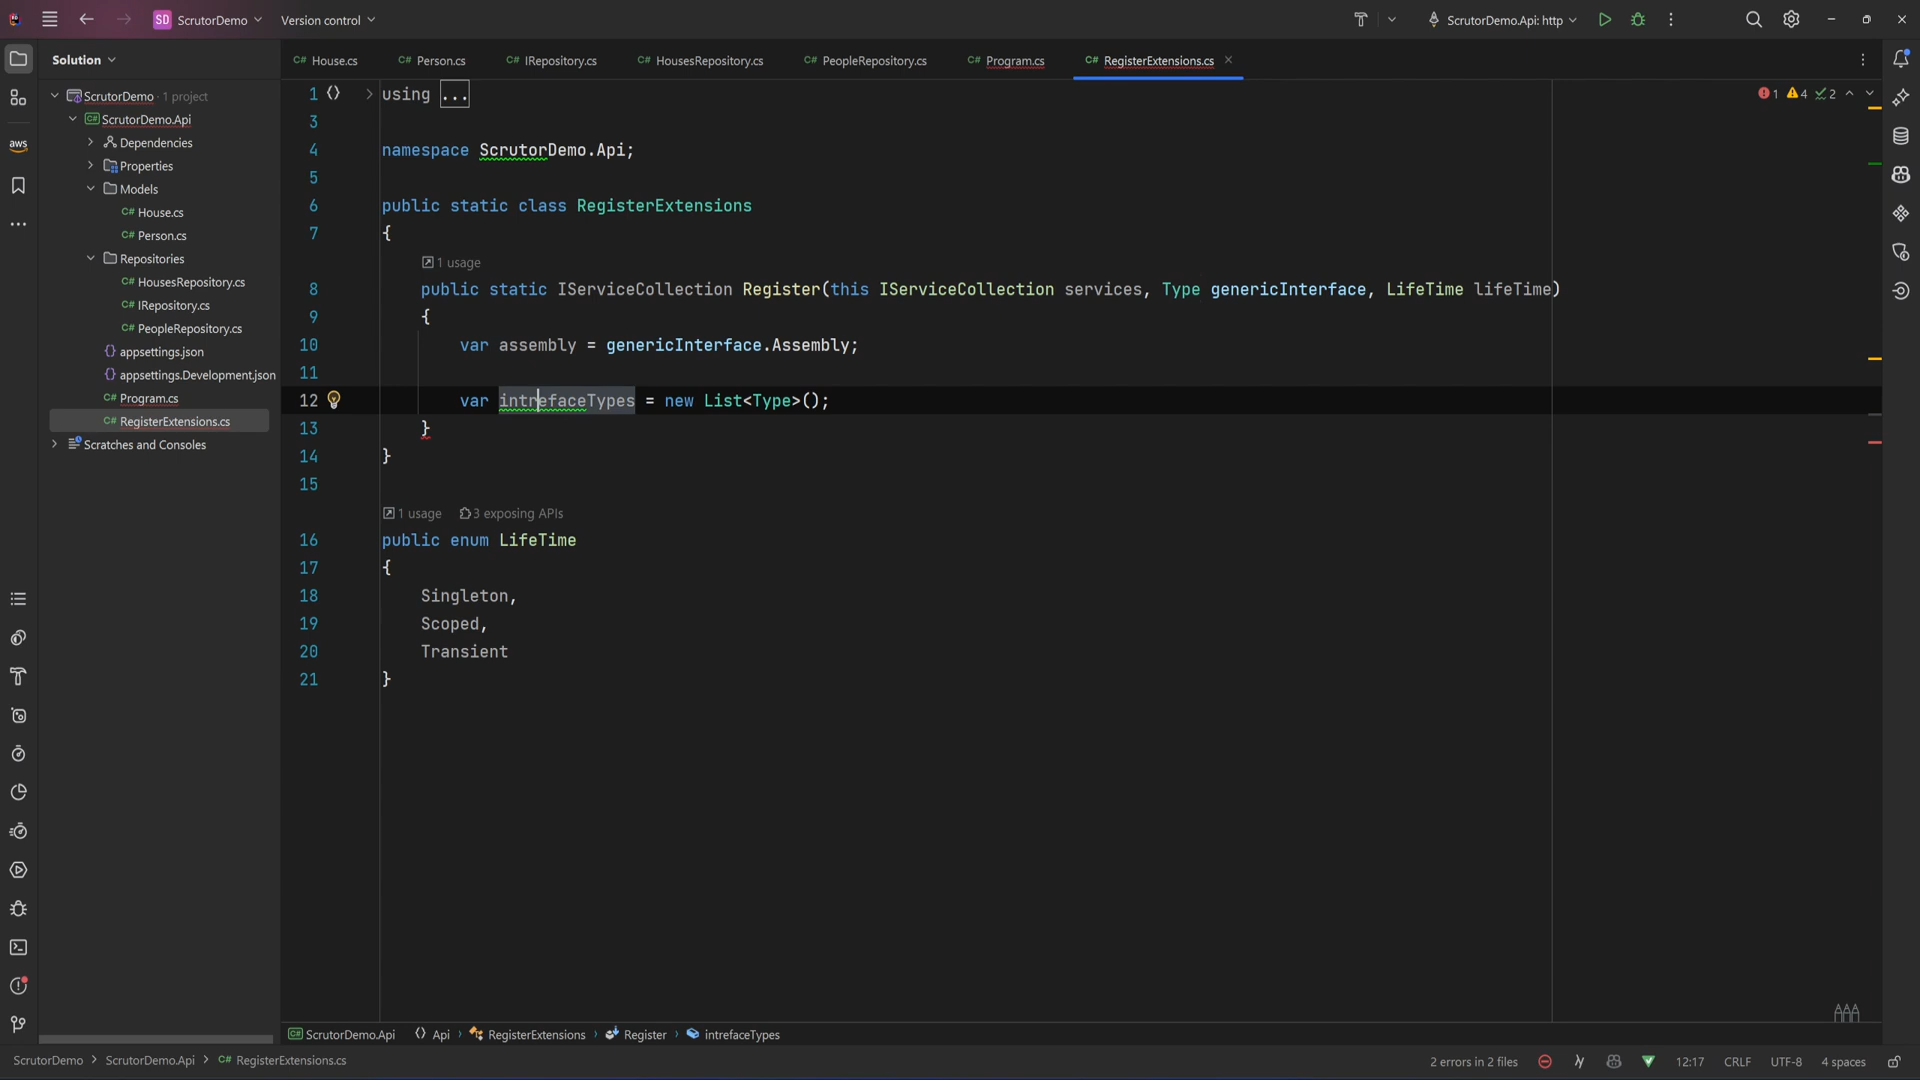 SD ScrutorDemo Version control ScrutorDemo.Api: http
Solution
House.cs Person.cs IRepository.cs HousesRepository.cs PeopleRepository.cs Program.cs RegisterExtensions.cs
ScrutorDemo · 1 project
ScrutorDemo.Api
Dependencies
Properties
Models
C# House.cs
C# Person.cs
Repositories
C# HousesRepository.cs
C# IRepository.cs
C# PeopleRepository.cs
appsettings.json
appsettings.Development.json
C# Program.cs
C# RegisterExtensions.cs
Scratches and Consoles
aws
1 4 2
1 using ...
3
4 namespace ScrutorDemo.Api;
5
6 public static class RegisterExtensions
7 {
1 usage
8 public static IServiceCollection Register(this IServiceCollection services, Type genericInterface, LifeTime lifeTime)
9 {
10 var assembly = genericInterface.Assembly;
11
12 var intrefaceTypes = new List<Type>();
13 }
14 }
15
1 usage 3 exposing APIs
16 public enum LifeTime
17 {
18 Singleton,
19 Scoped,
20 Transient
21 }
C# ScrutorDemo.Api Api RegisterExtensions Register intrefaceTypes
ScrutorDemo ScrutorDemo.Api C# RegisterExtensions.cs
2 errors in 2 files 12:17 CRLF UTF-8 4 spaces